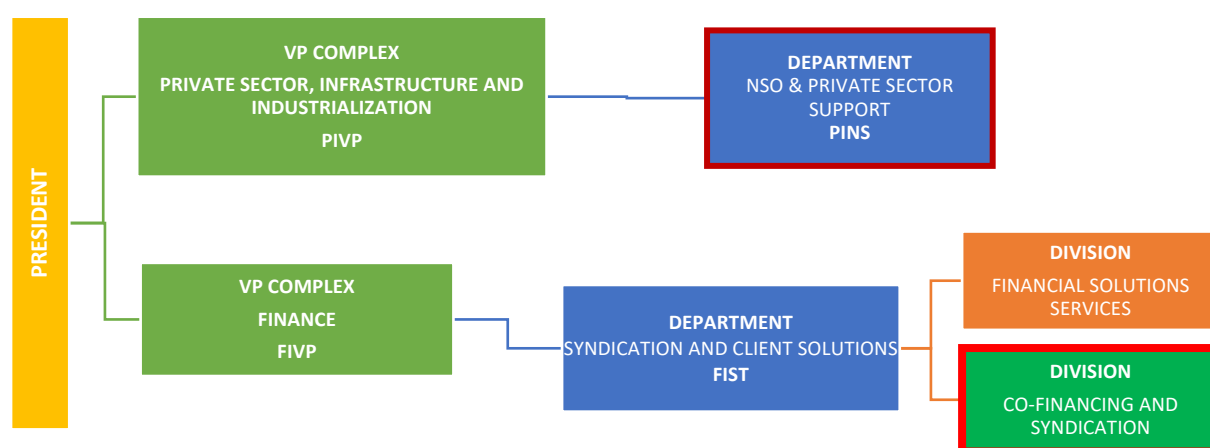 PRESIDENT
VP COMPLEX
PRIVATE SECTOR, INFRASTRUCTURE AND
INDUSTRIALIZATION
PIVP
DEPARTMENT
NSO & PRIVATE SECTOR
SUPPORT
PINS
VP COMPLEX
FINANCE
FIVP
DEPARTMENT
SYNDICATION AND CLIENT SOLUTIONS
FIST
DIVISION
FINANCIAL SOLUTIONS
SERVICES
DIVISION
CO-FINANCING AND
SYNDICATION